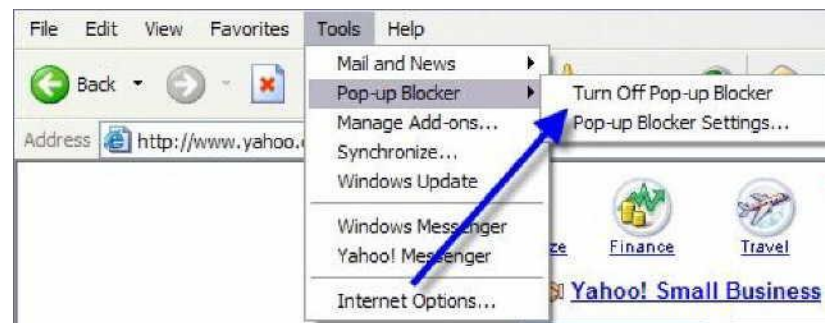 File Edit View Favorites Tools Help
Mail and News
Back Pop-up Blocker Turn Off Pop-up Blocker
Manage Add-ons... Pop-up Blocker Settings...
Address http://www.yahoo.
Synchronize...
Windows Update
Windows Messenger
Yahoo! Messenger
Finance Travel
Internet Options... Yahoo! Small Business